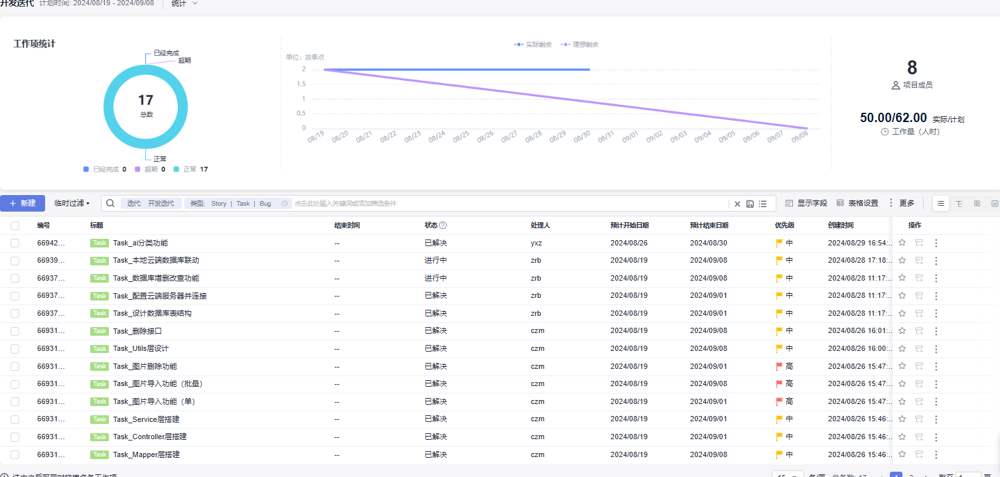 开发迭代 计划时间: 2024/08/19 - 2024/09/08 统计
工作项统计
已经完成
超期
17
总数
正常
已经完成 0 超期 0 正常 17
实际剩余 理想剩余
单位: 故事点
2
1.5
1
0.5
0
08/19 08/20 08/21 08/22 08/23 08/24 08/25 08/26 08/27 08/28 08/29 08/30 08/31 09/01 09/02 09/03 09/04 09/05 09/06 09/07 09/08
8
项目成员
50.00/62.00 实际/计划
工作量（人时）
+ 新建 临时过滤 迭代: 开发迭代 类型: Story | Task | Bug 点击此处输入关键词或添加筛选条件 显示字段 表格设置 更多
编号 标题 结束时间 状态 处理人 预计开始日期 预计结束日期 优先级 创建时间 操作
66942... Task Task_ai分类功能 -- 已解决 yxz 2024/08/26 2024/08/30 中 2024/08/29 16:54:...
66939... Task Task_本地云端数据库联动 -- 进行中 zrb 2024/08/19 2024/09/08 中 2024/08/28 17:18:...
66937... Task Task_数据库增删改查功能 -- 进行中 zrb 2024/08/19 2024/09/08 中 2024/08/28 11:17:...
66937... Task Task_配置云端服务器并连接 -- 已解决 zrb 2024/08/19 2024/09/01 中 2024/08/28 11:17:...
66937... Task Task_设计数据库表结构 -- 已解决 zrb 2024/08/19 2024/09/01 中 2024/08/28 11:17:...
66931... Task Task_删除接口 -- 已解决 czm 2024/08/19 2024/09/08 中 2024/08/26 16:01:...
66931... Task Task_Utils层设计 -- 已解决 czm 2024/08/19 2024/09/08 中 2024/08/26 16:00:...
66931... Task Task_图片删除功能 -- 已解决 czm 2024/08/19 2024/09/01 高 2024/08/26 15:47:...
66931... Task Task_图片导入功能（批量） -- 已解决 czm 2024/08/19 2024/09/08 高 2024/08/26 15:47:...
66931... Task Task_图片导入功能（单） -- 已解决 czm 2024/08/19 2024/09/01 高 2024/08/26 15:47:...
66931... Task Task_Service层搭建 -- 已解决 czm 2024/08/19 2024/09/01 中 2024/08/26 15:46:...
66931... Task Task_Controller层搭建 -- 已解决 czm 2024/08/19 2024/09/01 中 2024/08/26 15:46:...
66931... Task Task_Mapper层搭建 -- 已解决 czm 2024/08/19 2024/09/01 中 2024/08/26 15:46:...
选中之后可同时拖拽多条工作项 15 条/页 总条数: 17 1 2 跳至 1 页